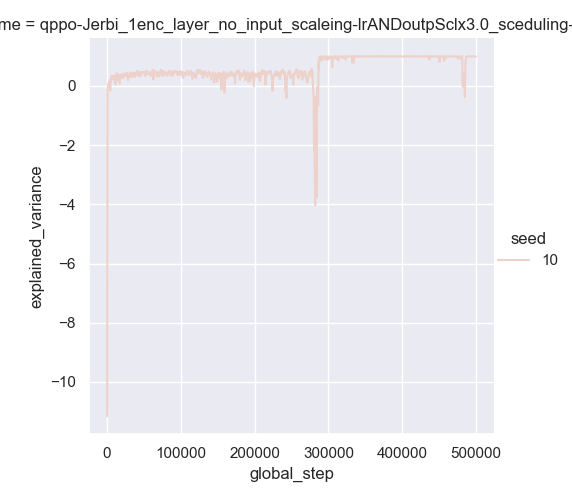 me = qppo-Jerbi_1enc_layer_no_input_scaleing-lrANDoutpSclx3.0_sceduling-
0
−2
−4
−6
−8
−10
explained_variance
0 100000 200000 300000 400000 500000
global_step
seed
10